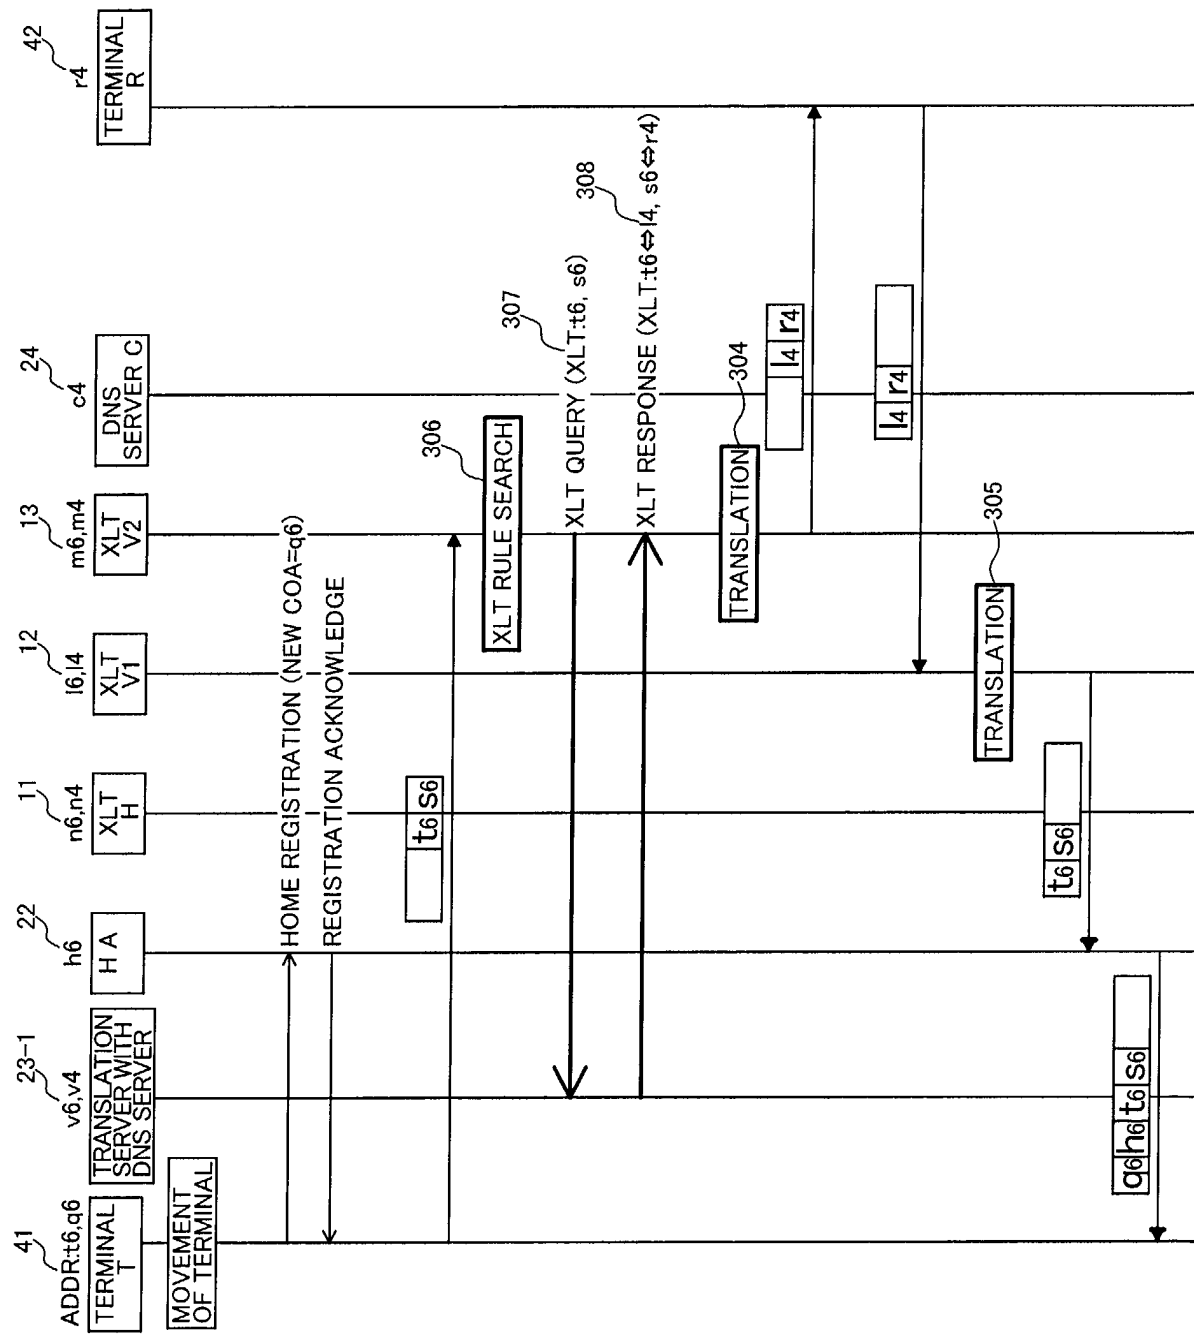 41
ADDR:t6,q6
TERMINAL
T
23-1
v6,v4
TRANSLATION
SERVER WITH
DNS SERVER
22
h6
H A
11
n6,n4
XLT
H
12
l6,l4
XLT
V1
13
m6,m4
XLT
V2
24
c4
DNS
SERVER C
42
r4
TERMINAL
R
MOVEMENT
OF TERMINAL
HOME REGISTRATION (NEW COA=q6)
REGISTRATION ACKNOWLEDGE
t6 s6
306
XLT RULE SEARCH
307
XLT QUERY (XLT:t6, s6)
308
XLT RESPONSE (XLT:t6⇔l4, s6⇔r4)
304
TRANSLATION
l4 r4
l4 r4
305
TRANSLATION
t6 s6
q6 h6 t6 s6